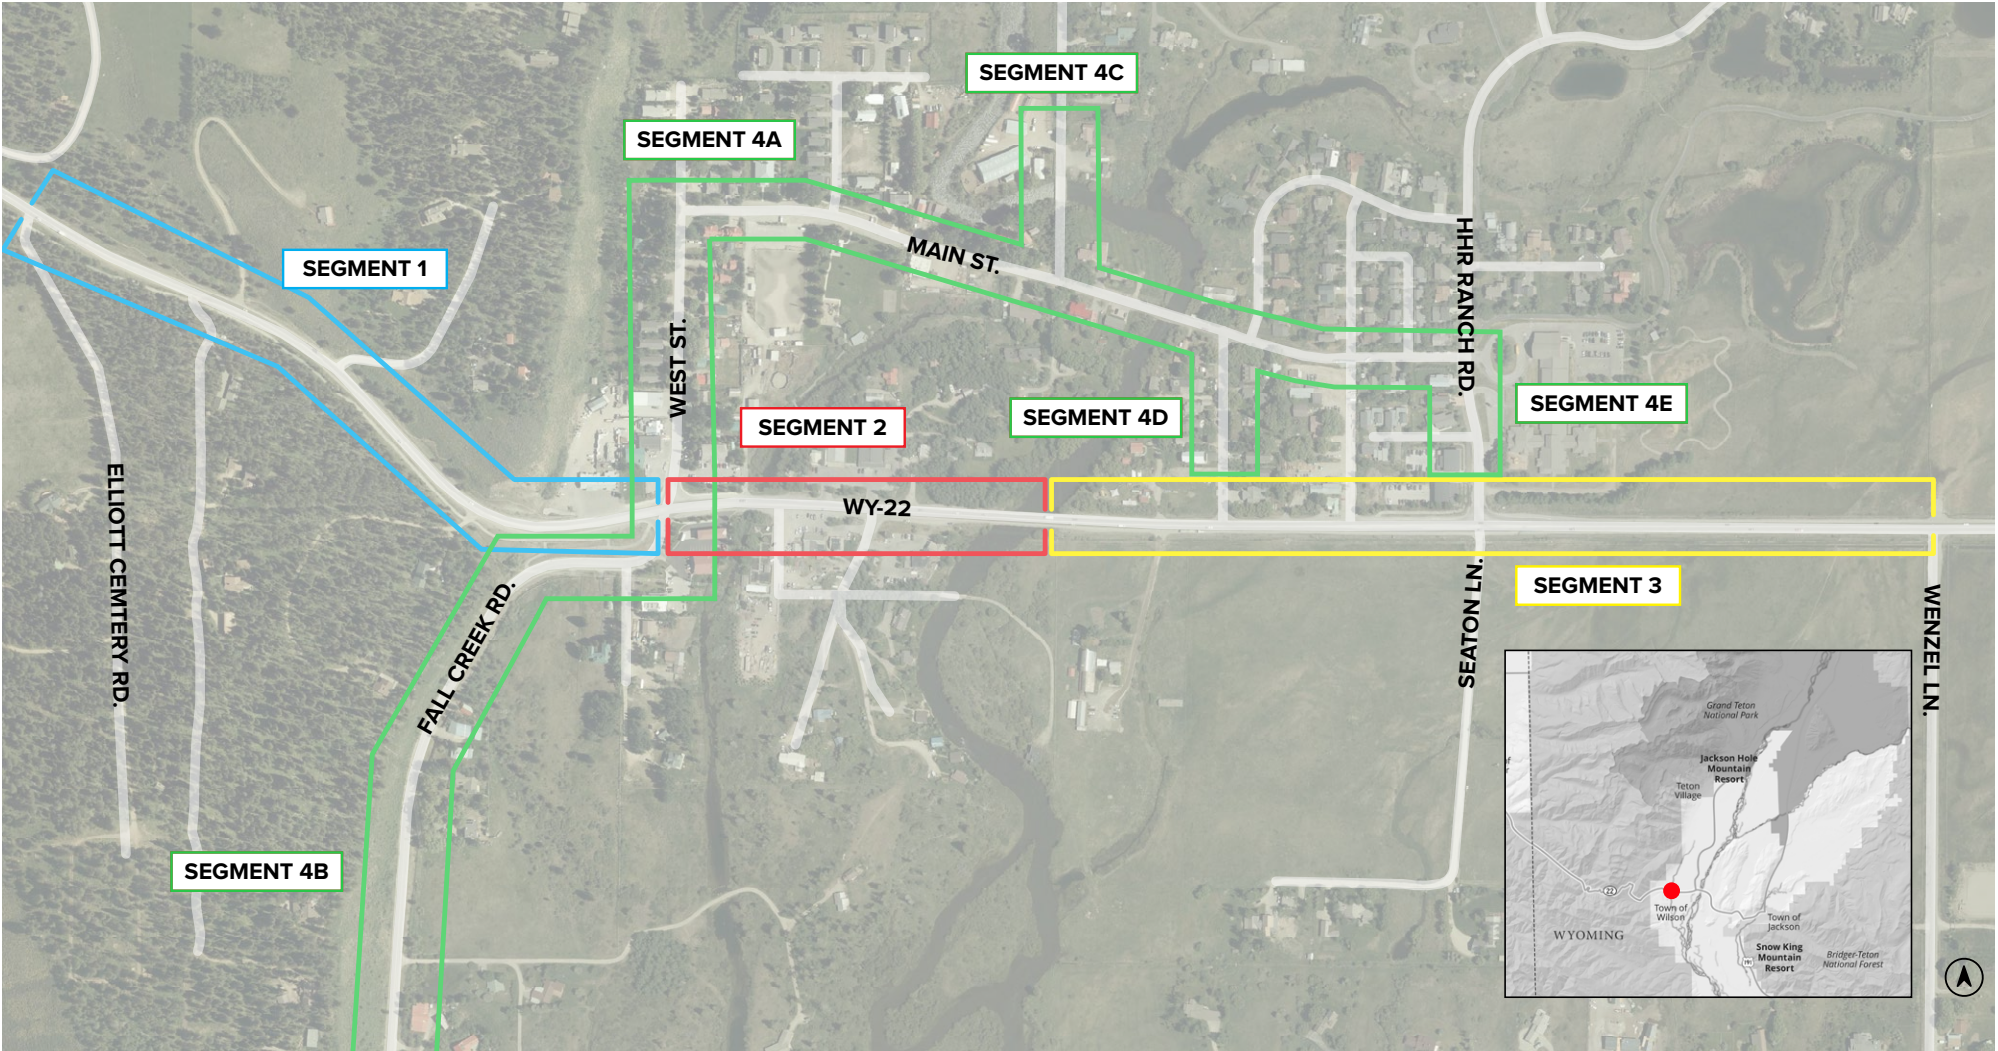 SEGMENT 4C
SEGMENT 4A
SEGMENT 1
MAIN ST.
HHR RANCH RD.
WEST ST.
SEGMENT 2
SEGMENT 4D
SEGMENT 4E
WY-22
ELLIOTT CEMTERY RD.
FALL CREEK RD.
SEATON LN.
SEGMENT 3
WENZEL LN.
SEGMENT 4B
Grand Teton
National Park
Jackson Hole
Mountain
Resort
Teton
Village
22
Town of
Wilson
Town of
Jackson
WYOMING
Snow King
Mountain
Resort
Bridger-Teton
National Forest